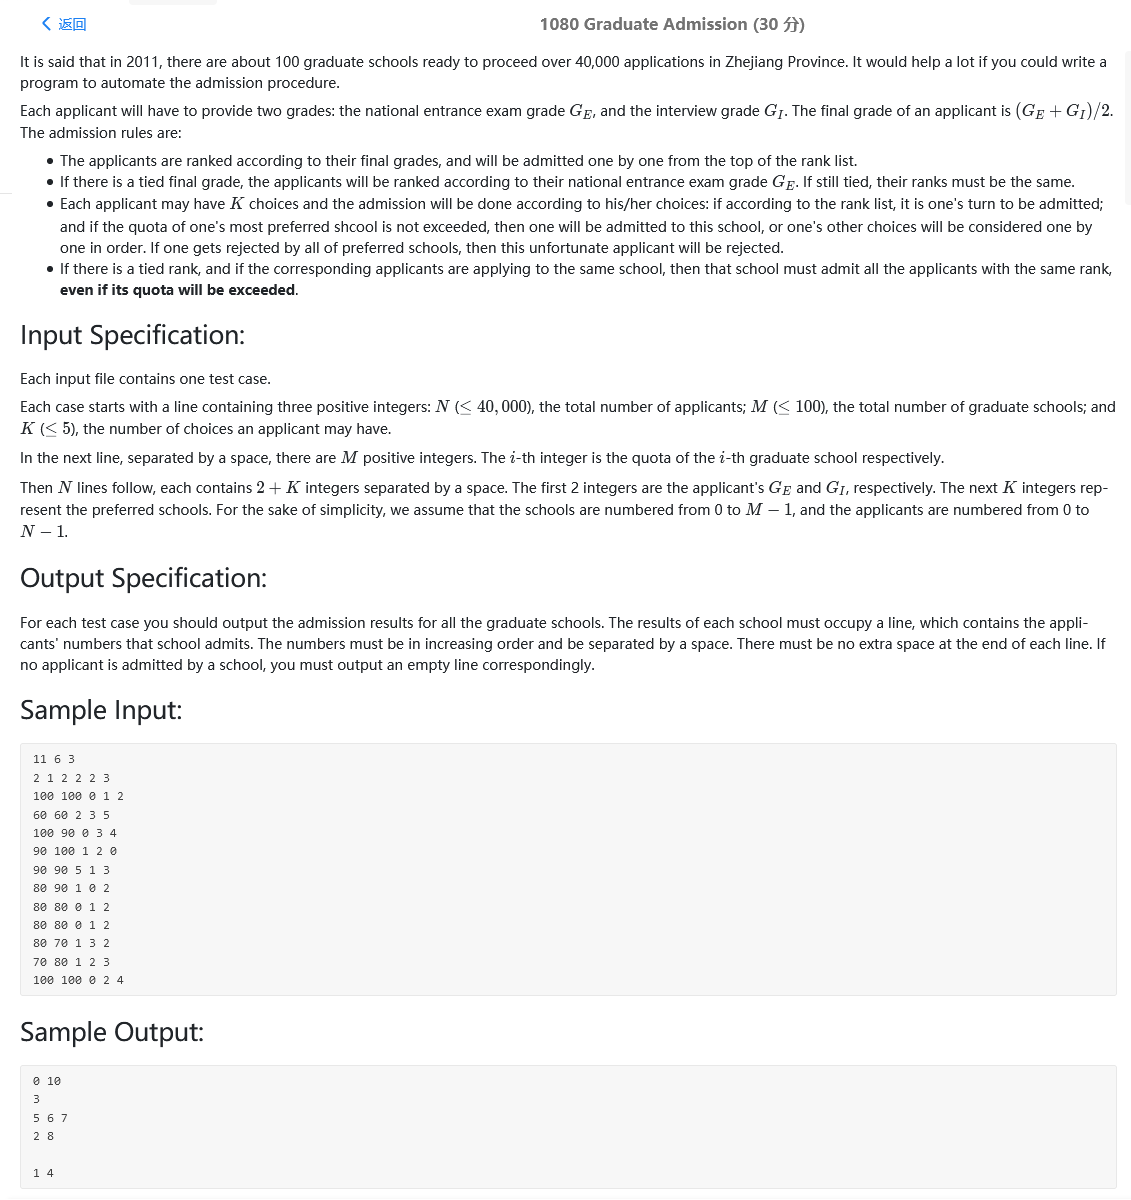 返回
1080 Graduate Admission (30 分)
It is said that in 2011, there are about 100 graduate schools ready to proceed over 40,000 applications in Zhejiang Province. It would help a lot if you could write a
program to automate the admission procedure.
Each applicant will have to provide two grades: the national entrance exam grade G_E, and the interview grade G_I. The final grade of an applicant is (G_E + G_I)/2.
The admission rules are:
• The applicants are ranked according to their final grades, and will be admitted one by one from the top of the rank list.
• If there is a tied final grade, the applicants will be ranked according to their national entrance exam grade G_E. If still tied, their ranks must be the same.
• Each applicant may have K choices and the admission will be done according to his/her choices: if according to the rank list, it is one's turn to be admitted;
and if the quota of one's most preferred shcool is not exceeded, then one will be admitted to this school, or one's other choices will be considered one by
one in order. If one gets rejected by all of preferred schools, then this unfortunate applicant will be rejected.
• If there is a tied rank, and if the corresponding applicants are applying to the same school, then that school must admit all the applicants with the same rank,
even if its quota will be exceeded.
Input Specification:
Each input file contains one test case.
Each case starts with a line containing three positive integers: N (≤ 40,000), the total number of applicants; M (≤ 100), the total number of graduate schools; and
K (≤ 5), the number of choices an applicant may have.
In the next line, separated by a space, there are M positive integers. The i-th integer is the quota of the i-th graduate school respectively.
Then N lines follow, each contains 2 + K integers separated by a space. The first 2 integers are the applicant's G_E and G_I, respectively. The next K integers rep-
resent the preferred schools. For the sake of simplicity, we assume that the schools are numbered from 0 to M − 1, and the applicants are numbered from 0 to
N − 1.
Output Specification:
For each test case you should output the admission results for all the graduate schools. The results of each school must occupy a line, which contains the appli-
cants' numbers that school admits. The numbers must be in increasing order and be separated by a space. There must be no extra space at the end of each line. If
no applicant is admitted by a school, you must output an empty line correspondingly.
Sample Input:
11 6 3
2 1 2 2 2 3
100 100 0 1 2
60 60 2 3 5
100 90 0 3 4
90 100 1 2 0
90 90 5 1 3
80 90 1 0 2
80 80 0 1 2
80 80 0 1 2
80 70 1 3 2
70 80 1 2 3
100 100 0 2 4
Sample Output:
0 10
3
5 6 7
2 8

1 4